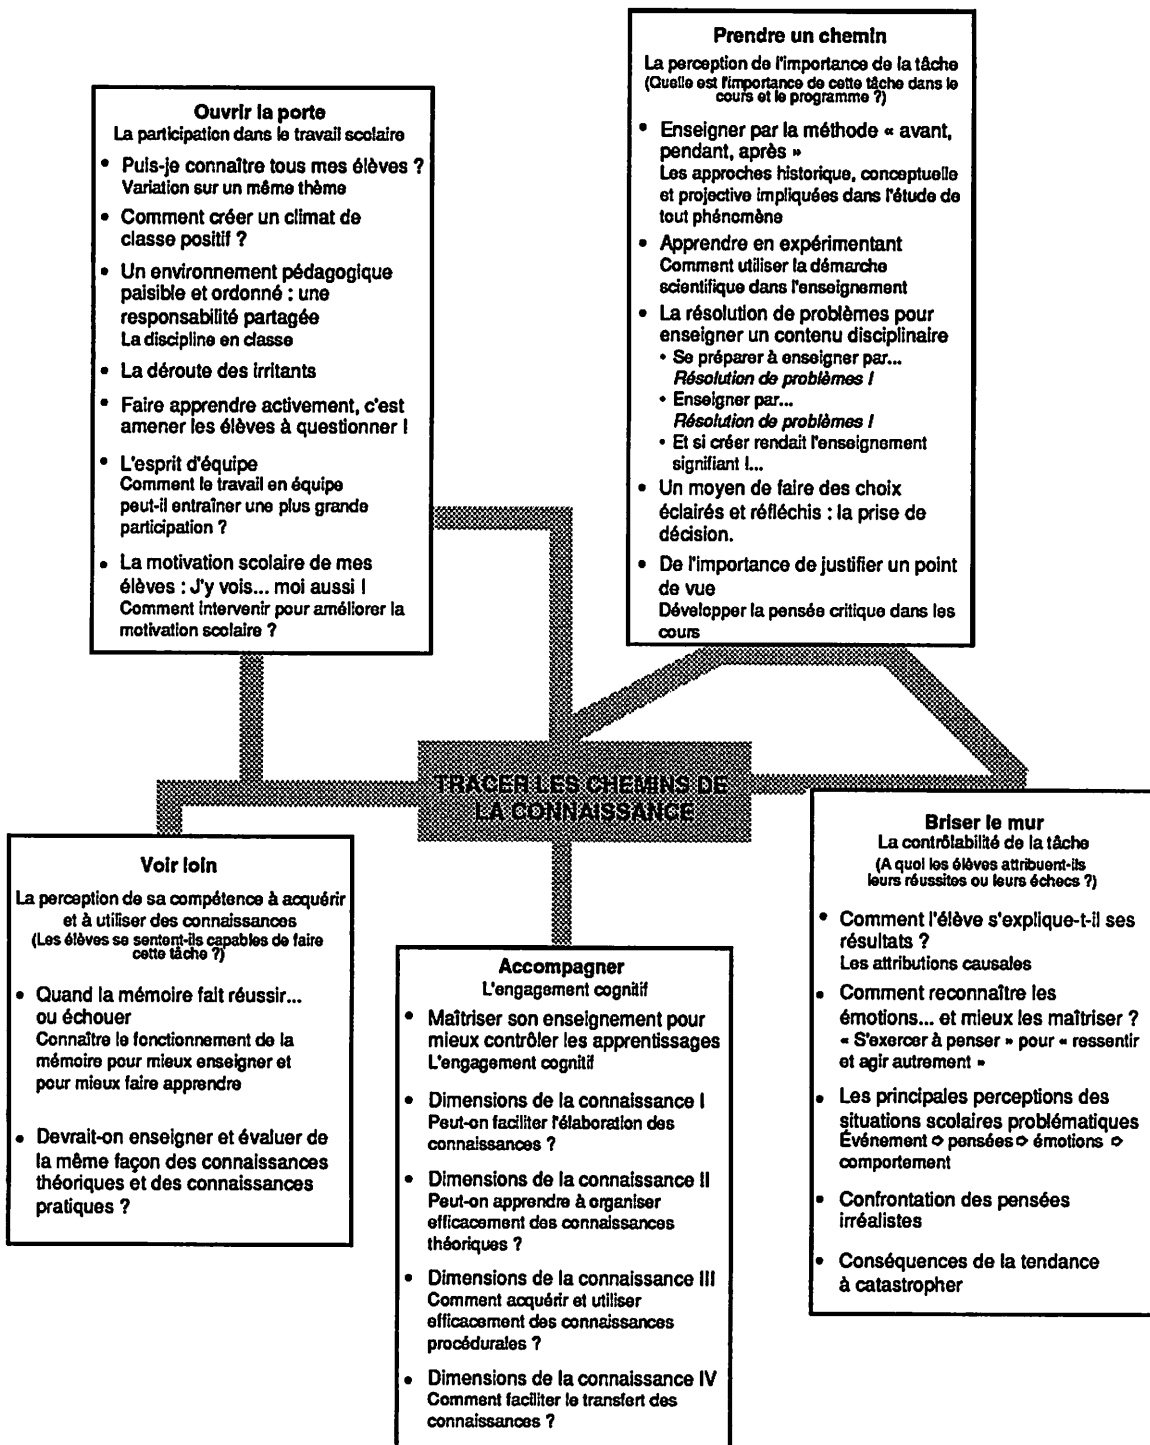 Ouvrir la porte
La participation dans le travail scolaire
• Puis-je connaître tous mes élèves ?
Variation sur un même thème
• Comment créer un climat de
classe positif ?
• Un environnement pédagogique
paisible et ordonné : une
responsabilité partagée
La discipline en classe
• La déroute des irritants
• Faire apprendre activement, c'est
amener les élèves à questionner !
• L'esprit d'équipe
Comment le travail en équipe
peut-il entraîner une plus grande
participation ?
• La motivation scolaire de mes
élèves : J'y vois... moi aussi !
Comment intervenir pour améliorer la
motivation scolaire ?
Prendre un chemin
La perception de l'importance de la tâche
(Quelle est l'importance de cette tâche dans le
cours et le programme ?)
• Enseigner par la méthode « avant,
pendant, après »
Les approches historique, conceptuelle
et projective impliquées dans l'étude de
tout phénomène
• Apprendre en expérimentant
Comment utiliser la démarche
scientifique dans l'enseignement
• La résolution de problèmes pour
enseigner un contenu disciplinaire
• Se préparer à enseigner par...
Résolution de problèmes !
• Enseigner par...
Résolution de problèmes !
• Et si créer rendait l'enseignement
signifiant !...
• Un moyen de faire des choix
éclairés et réfléchis : la prise de
décision.
• De l'importance de justifier un point
de vue
Développer la pensée critique dans les
cours
TRACER LES CHEMINS DE
LA CONNAISSANCE
Voir loin
La perception de sa compétence à acquérir
et à utiliser des connaissances
(Les élèves se sentent-ils capables de faire
cette tâche ?)
• Quand la mémoire fait réussir...
ou échouer
Connaître le fonctionnement de la
mémoire pour mieux enseigner et
pour mieux faire apprendre
• Devrait-on enseigner et évaluer de
la même façon des connaissances
théoriques et des connaissances
pratiques ?
Accompagner
L'engagement cognitif
• Maîtriser son enseignement pour
mieux contrôler les apprentissages
L'engagement cognitif
• Dimensions de la connaissance I
Peut-on faciliter l'élaboration des
connaissances ?
• Dimensions de la connaissance II
Peut-on apprendre à organiser
efficacement des connaissances
théoriques ?
• Dimensions de la connaissance III
Comment acquérir et utiliser
efficacement des connaissances
procédurales ?
• Dimensions de la connaissance IV
Comment faciliter le transfert des
connaissances ?
Briser le mur
La contrôlabilité de la tâche
(A quoi les élèves attribuent-ils
leurs réussites ou leurs échecs ?)
• Comment l'élève s'explique-t-il ses
résultats ?
Les attributions causales
• Comment reconnaître les
émotions... et mieux les maîtriser ?
« S'exercer à penser » pour « ressentir
et agir autrement »
• Les principales perceptions des
situations scolaires problématiques
Événement ➪ pensées ➪ émotions ➪
comportement
• Confrontation des pensées
irréalistes
• Conséquences de la tendance
à catastropher